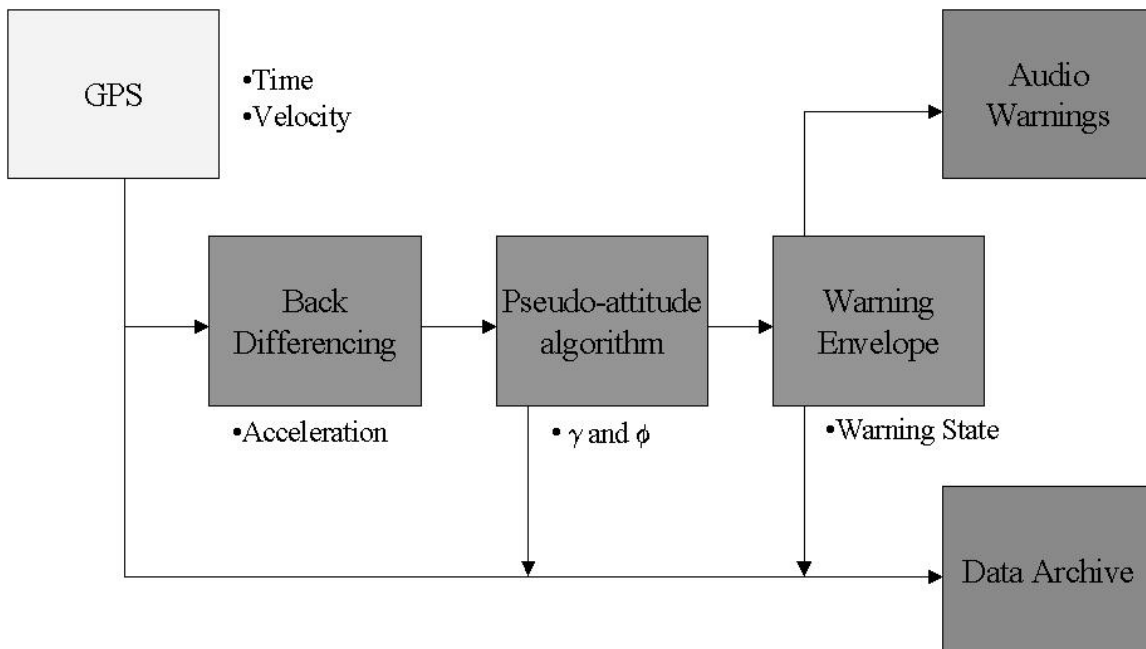 GPS
•Time
•Velocity
Audio
Warnings
Back
Differencing
Pseudo-attitude
algorithm
Warning
Envelope
•Acceleration
• γ and ϕ
•Warning State
Data Archive